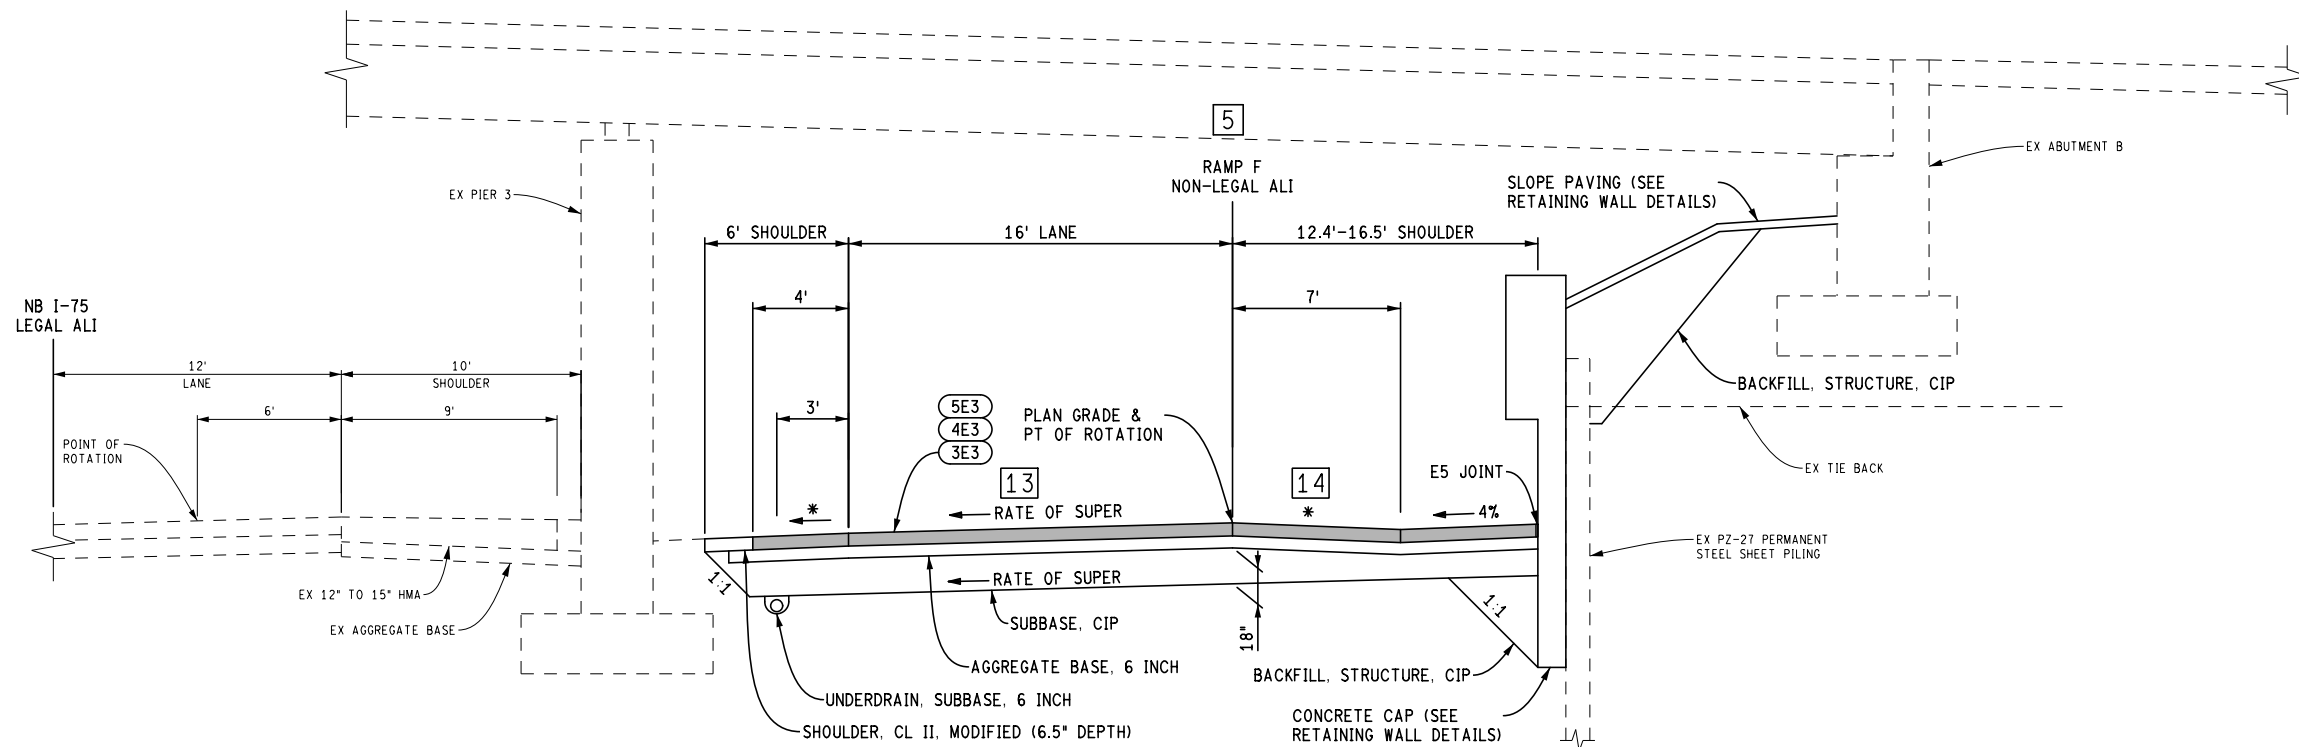 5
RAMP F
NON-LEGAL ALI
EX ABUTMENT B
SLOPE PAVING (SEE
RETAINING WALL DETAILS)
EX PIER 3
6' SHOULDER
16' LANE
12.4'-16.5' SHOULDER
NB I-75
LEGAL ALI
4'
7'
12'
LANE
10'
SHOULDER
BACKFILL, STRUCTURE, CIP
6'
9'
3'
5E3
4E3
3E3
PLAN GRADE &
PT OF ROTATION
POINT OF
ROTATION
EX TIE BACK
13
14
E5 JOINT
*
RATE OF SUPER
*
4%
EX PZ-27 PERMANENT
STEEL SHEET PILING
1:1
RATE OF SUPER
EX 12" TO 15" HMA
1:1
SUBBASE, CIP
18"
EX AGGREGATE BASE
AGGREGATE BASE, 6 INCH
BACKFILL, STRUCTURE, CIP
UNDERDRAIN, SUBBASE, 6 INCH
CONCRETE CAP (SEE
RETAINING WALL DETAILS)
SHOULDER, CL II, MODIFIED (6.5" DEPTH)